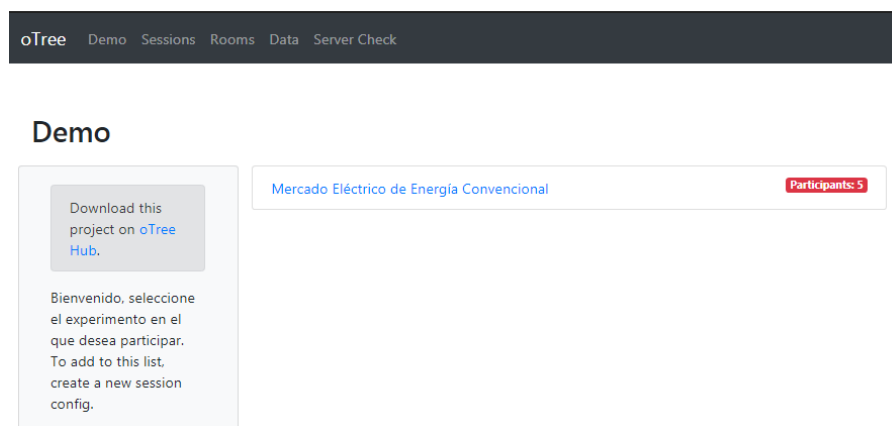 oTree Demo Sessions Rooms Data Server Check
Demo
Download this
project on oTree
Hub.
Bienvenido, seleccione
el experimento en el
que desea participar.
To add to this list,
create a new session
config.
Mercado Eléctrico de Energía Convencional
Participants: 5